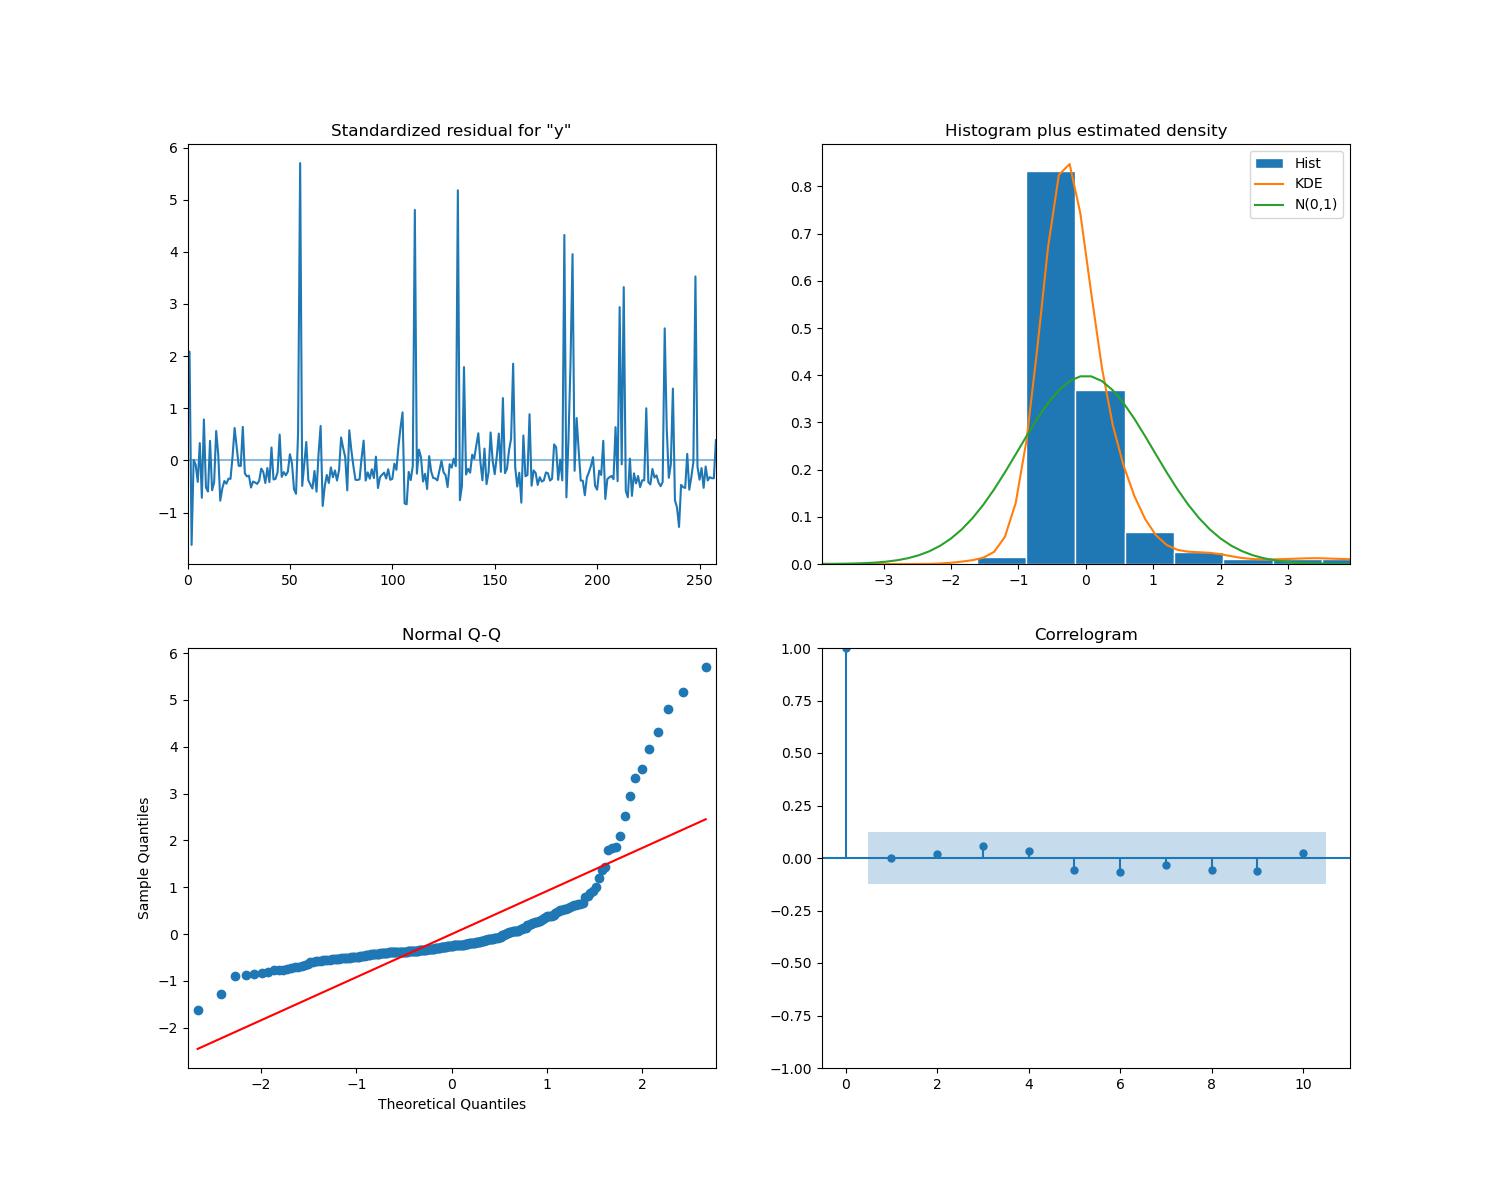 Standardized residual for "y"
6
5
4
3
2
1
0
−1
0 50 100 150 200 250
Histogram plus estimated density
Hist
KDE
N(0,1)
0.8
0.7
0.6
0.5
0.4
0.3
0.2
0.1
0.0
−3 −2 −1 0 1 2 3
Normal Q-Q
Sample Quantiles
6
5
4
3
2
1
0
−1
−2
−2 −1 0 1 2
Theoretical Quantiles
Correlogram
1.00
0.75
0.50
0.25
0.00
−0.25
−0.50
−0.75
−1.00
0 2 4 6 8 10